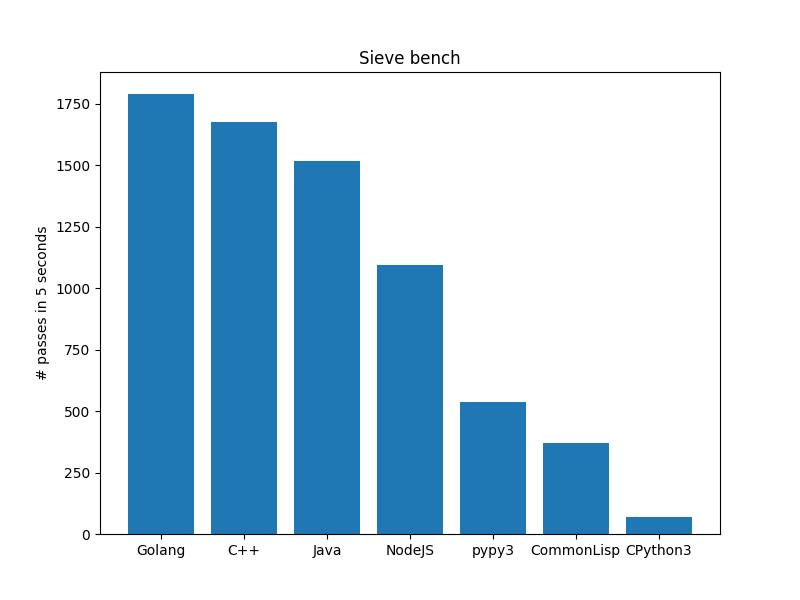 Sieve bench
# passes in 5 seconds
1750
1500
1250
1000
750
500
250
0
Golang C++ Java NodeJS pypy3 CommonLisp CPython3